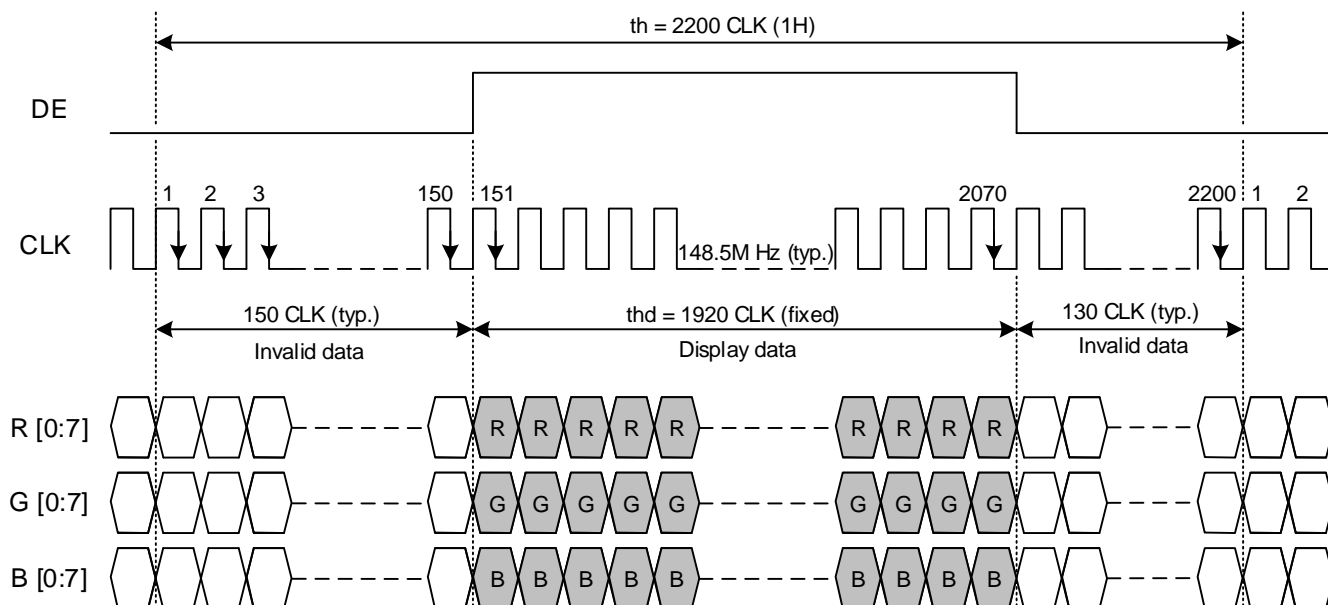 th = 2200 CLK (1H)
DE
1 2 3 150 151 2070 2200 1 2
CLK
148.5M Hz (typ.)
150 CLK (typ.) thd = 1920 CLK (fixed) 130 CLK (typ.)
Invalid data Display data Invalid data
R [0:7] R R R R R R R R R
G [0:7] G G G G G G G G G
B [0:7] B B B B B B B B B